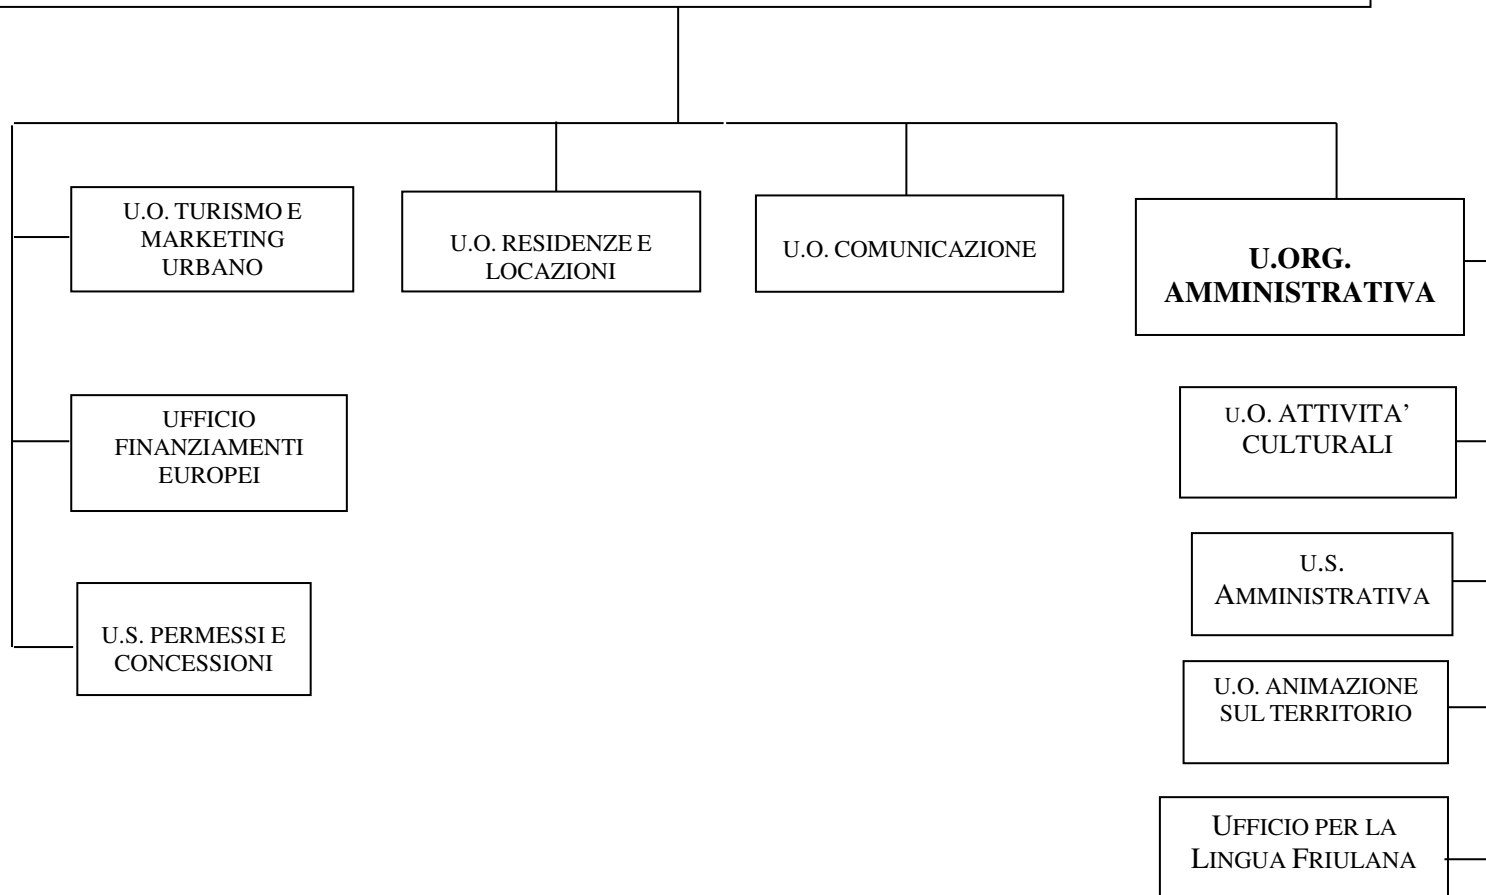 U.O. TURISMO E
MARKETING
URBANO
U.O. RESIDENZE E
LOCAZIONI
U.O. COMUNICAZIONE
U.ORG.
AMMINISTRATIVA
UFFICIO
FINANZIAMENTI
EUROPEI
U.O. ATTIVITA’
CULTURALI
U.S. PERMESSI E
CONCESSIONI
U.S.
AMMINISTRATIVA
U.O. ANIMAZIONE
SUL TERRITORIO
UFFICIO PER LA
LINGUA FRIULANA